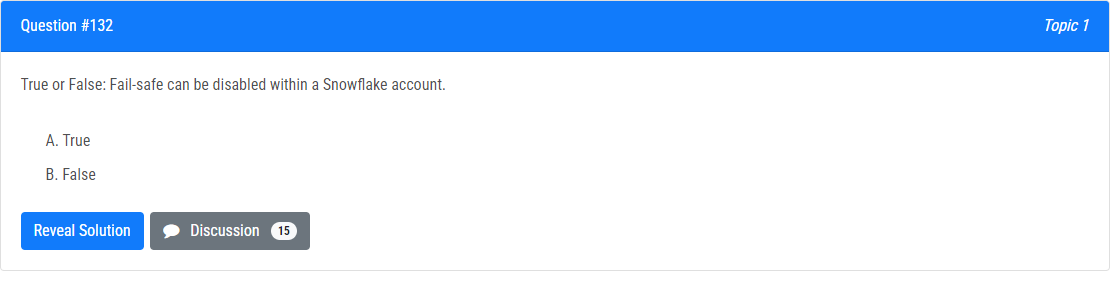 Question #132
Topic 1
True or False: Fail-safe can be disabled within a Snowflake account.
A. True
B. False
Reveal Solution
Discussion 15